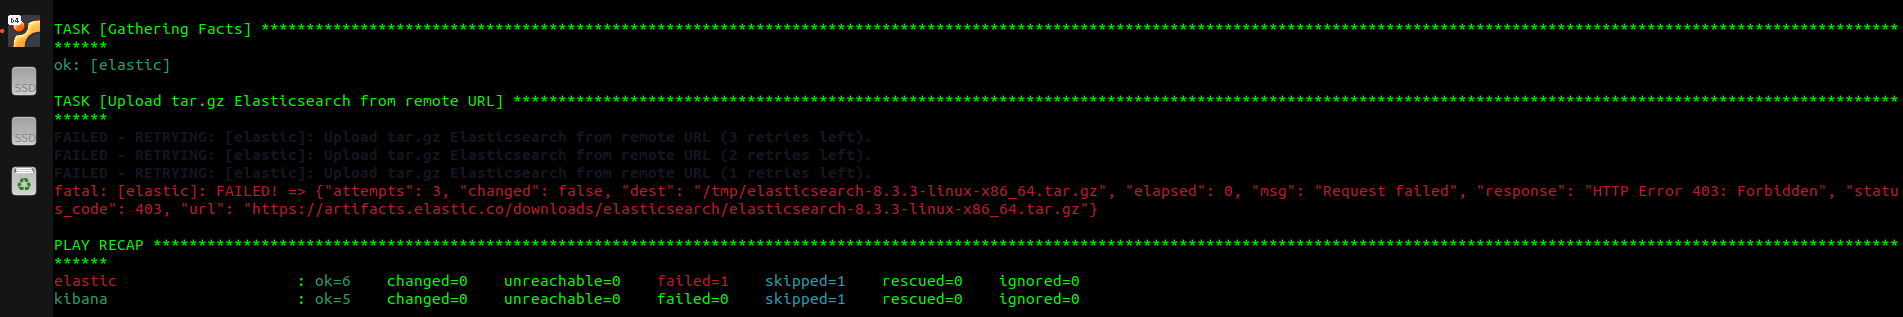 64
TASK [Gathering Facts] **************************************************************************************************************************************************************************************
******
ok: [elastic]
SSD
TASK [Upload tar.gz Elasticsearch from remote URL] **********************************************************************************************************************************************************
******
FAILED - RETRYING: [elastic]: Upload tar.gz Elasticsearch from remote URL (3 retries left).
SSD
FAILED - RETRYING: [elastic]: Upload tar.gz Elasticsearch from remote URL (2 retries left).
FAILED - RETRYING: [elastic]: Upload tar.gz Elasticsearch from remote URL (1 retries left).
fatal: [elastic]: FAILED! => {"attempts": 3, "changed": false, "dest": "/tmp/elasticsearch-8.3.3-linux-x86_64.tar.gz", "elapsed": 0, "msg": "Request failed", "response": "HTTP Error 403: Forbidden", "statu
s_code": 403, "url": "https://artifacts.elastic.co/downloads/elasticsearch/elasticsearch-8.3.3-linux-x86_64.tar.gz"}
PLAY RECAP **************************************************************************************************************************************************************************************************
******
elastic : ok=6 changed=0 unreachable=0 failed=1 skipped=1 rescued=0 ignored=0
kibana : ok=5 changed=0 unreachable=0 failed=0 skipped=1 rescued=0 ignored=0